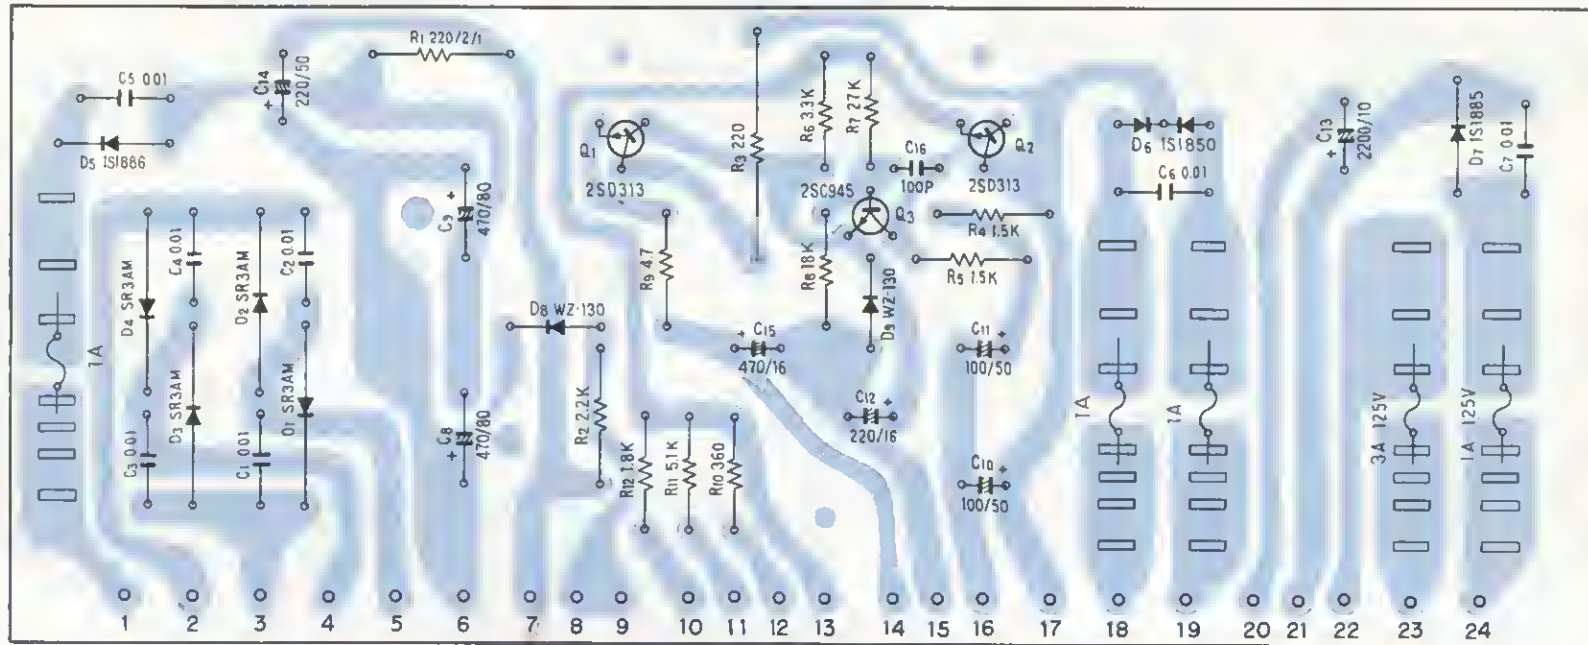 R1 220/2/1
C5 0.01
C14
220/50
+
D5 IS1886
Q1
2SD313
R3 220
R6 3.3K
R7 27K
C16
100P
Q2
2SD313
D6 IS1850
C6 0.01
C13
2200/10
+
D7 IS1885
C7 0.01
2SC945
Q3
R4 1.5K
R5 1.5K
R8 18K
D9 WZ-130
C9
470/80
+
R9 4.7
D4 SR3AM
C4 0.01
D2 SR3AM
C2 0.01
1A
D8 WZ-130
C15
+
470/16
C11
+
100/50
C12
+
220/16
C10
+
100/50
C3 0.01
D3 SR3AM
C1 0.01
D1 SR3AM
C8
470/80
+
R2 2.2K
R12 1.8K
R11 5.1K
R10 360
1A
1A
3A 125V
1A 125V
1 2 3 4 5 6 7 8 9 10 11 12 13 14 15 16 17 18 19 20 21 22 23 24